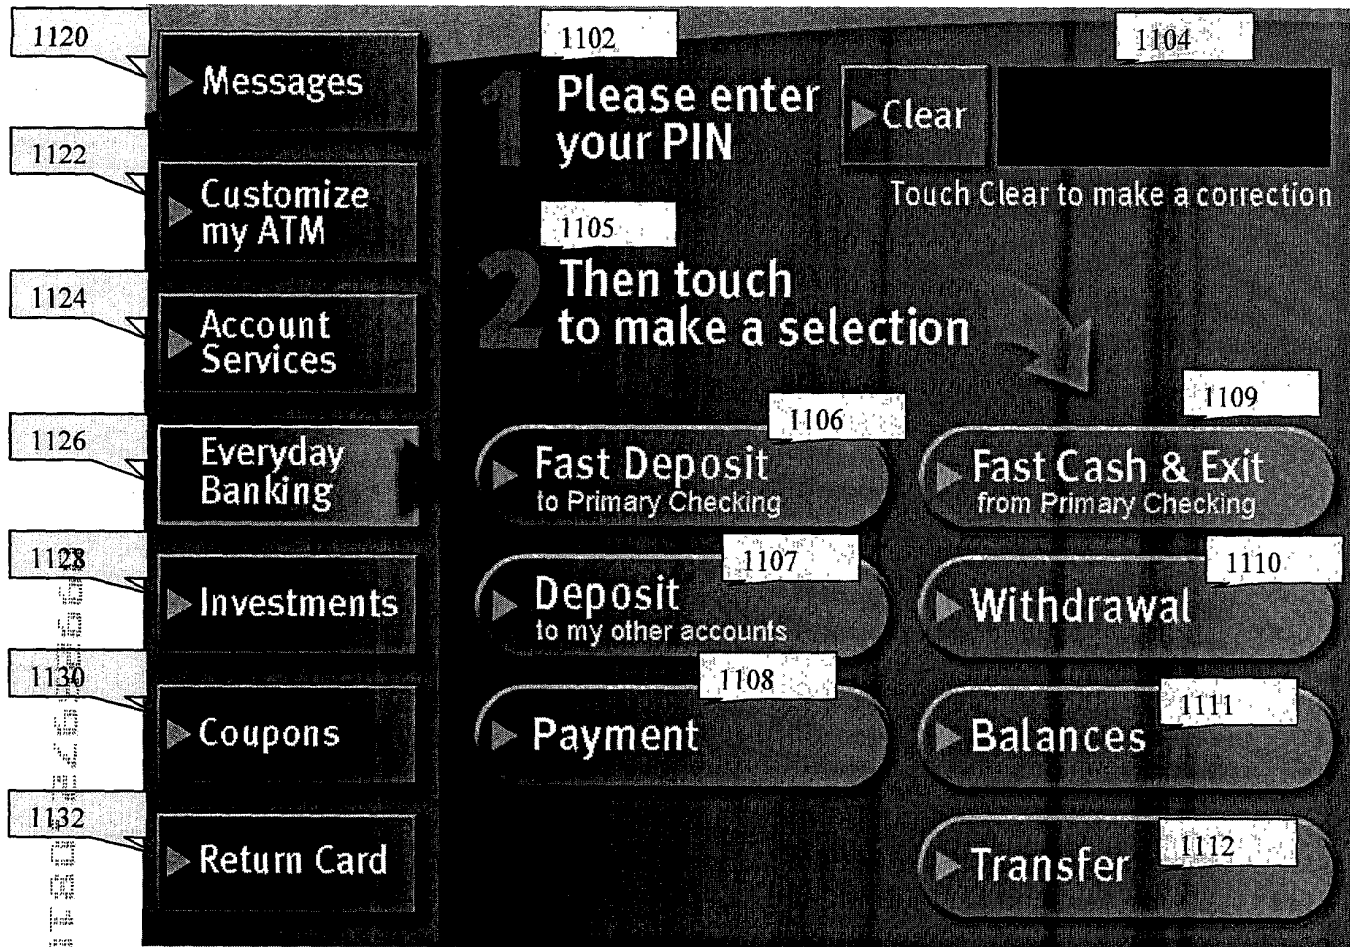 1120
Messages
1122
Customize
my ATM
1124
Account
Services
1126
Everyday
Banking
1128
Investments
1130
Coupons
1132
Return Card
1102
1
Please enter
your PIN
1104
Clear
Touch Clear to make a correction
1105
2
Then touch
to make a selection
1106
Fast Deposit
to Primary Checking
1109
Fast Cash & Exit
from Primary Checking
1107
Deposit
to my other accounts
1110
Withdrawal
1108
Payment
1111
Balances
1112
Transfer